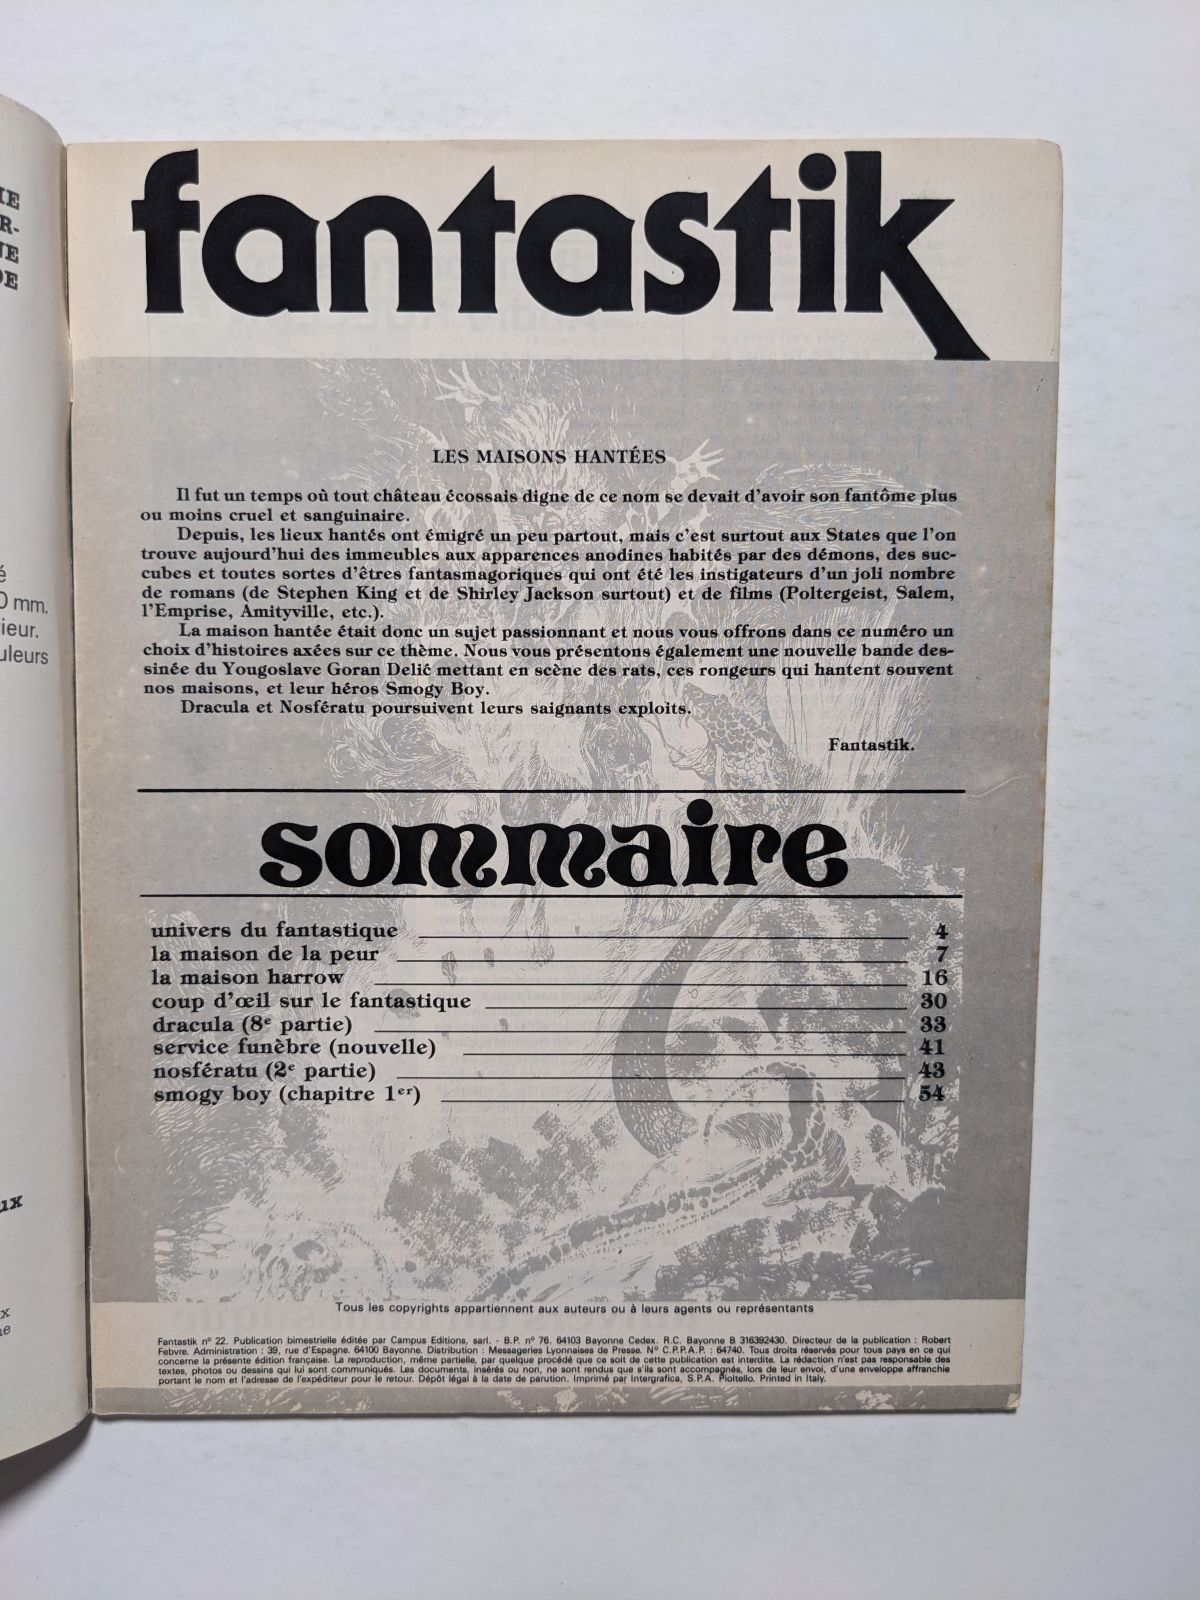 IE
R-
NE
DE
é
0 mm.
ieur.
uleurs
ux
x
ne
fantastik
LES MAISONS HANTÉES
Il fut un temps où tout château écossais digne de ce nom se devait d'avoir son fantôme plus
ou moins cruel et sanguinaire.
Depuis, les lieux hantés ont émigré un peu partout, mais c'est surtout aux States que l'on
trouve aujourd'hui des immeubles aux apparences anodines habités par des démons, des suc-
cubes et toutes sortes d'êtres fantasmagoriques qui ont été les instigateurs d'un joli nombre
de romans (de Stephen King et de Shirley Jackson surtout) et de films (Poltergeist, Salem,
l'Emprise, Amityville, etc.).
La maison hantée était donc un sujet passionnant et nous vous offrons dans ce numéro un
choix d'histoires axées sur ce thème. Nous vous présentons également une nouvelle bande des-
sinée du Yougoslave Goran Delić mettant en scène des rats, ces rongeurs qui hantent souvent
nos maisons, et leur héros Smogy Boy.
Dracula et Nosfératu poursuivent leurs saignants exploits.
Fantastik.
sommaire
univers du fantastique 4
la maison de la peur 7
la maison harrow 16
coup d'œil sur le fantastique 30
dracula (8e partie) 33
service funèbre (nouvelle) 41
nosfératu (2e partie) 43
smogy boy (chapitre 1er) 54
Tous les copyrights appartiennent aux auteurs ou à leurs agents ou représentants
Fantastik nº 22. Publication bimestrielle éditée par Campus Editions, sarl. - B.P. nº 76. 64103 Bayonne Cedex. R.C. Bayonne B 316392430. Directeur de la publication : Robert
Febvre. Administration : 39, rue d'Espagne. 64100 Bayonne. Distribution : Messageries Lyonnaises de Presse. Nº C.P.P.A.P. : 64740. Tous droits réservés pour tous pays en ce qui
concerne la présente édition française. La reproduction, même partielle, par quelque procédé que ce soit de cette publication est interdite. La rédaction n'est pas responsable des
textes, photos ou dessins qui lui sont communiqués. Les documents, insérés ou non, ne sont rendus que s'ils sont accompagnés, lors de leur envoi, d'une enveloppe affranchie
portant le nom et l'adresse de l'expéditeur pour le retour. Dépôt légal à la date de parution. Imprimé par Intergrafica, S.P.A. Pioltello. Printed in Italy.